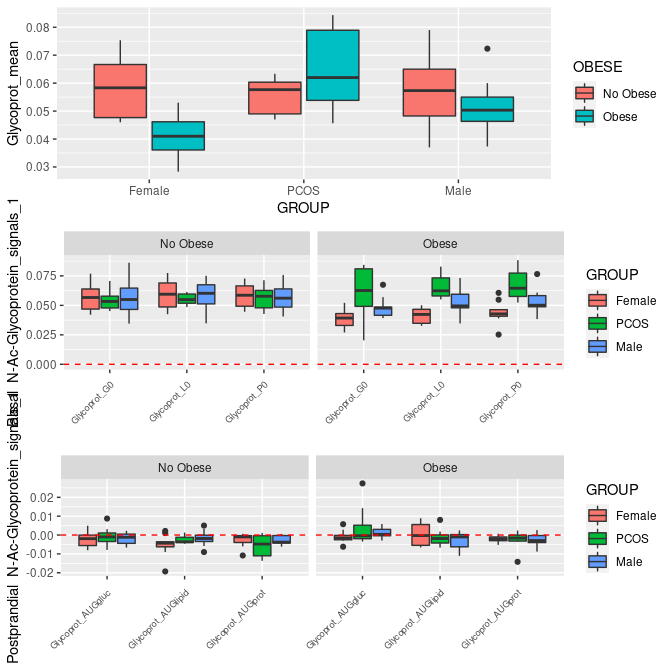 0.08
0.07
0.06
0.05
0.04
0.03
Glycoprot_mean
Female
PCOS
Male
GROUP
OBESE
No Obese
Obese
N-Ac-Glycoprotein_signals_1
No Obese
Obese
0.075
0.050
0.025
0.000
Glycoprot_G0
Glycoprot_L0
Glycoprot_P0
Glycoprot_G0
Glycoprot_L0
Glycoprot_P0
GROUP
Female
PCOS
Male
Postprandial N-Ac-Glycoprotein_signals_1
No Obese
Obese
0.02
0.01
0.00
-0.01
-0.02
Glycoprot_AUGgluc
Glycoprot_AUGlipid
Glycoprot_AUGprot
Glycoprot_AUGgluc
Glycoprot_AUGlipid
Glycoprot_AUGprot
GROUP
Female
PCOS
Male